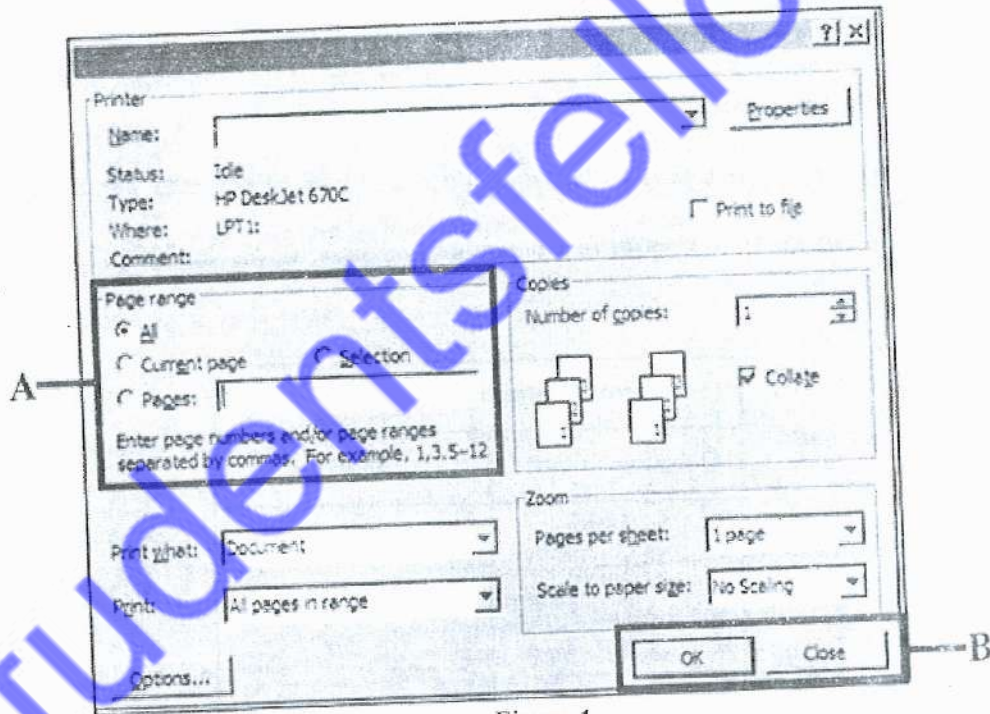 ? X
Printer
Name:
Properties
Status: Idle
Type: HP DeskJet 670C
Where: LPT1:
Print to file
Comment:
Page range
All
Current page Selection
Pages:
Enter page numbers and/or page ranges
separated by commas. For example, 1,3,5-12
A
Copies
Number of copies: 1
Collate
Print what: Document
Print: All pages in range
Zoom
Pages per sheet: 1 page
Scale to paper size: No Scaling
Options...
OK Close
B
tudentsfello